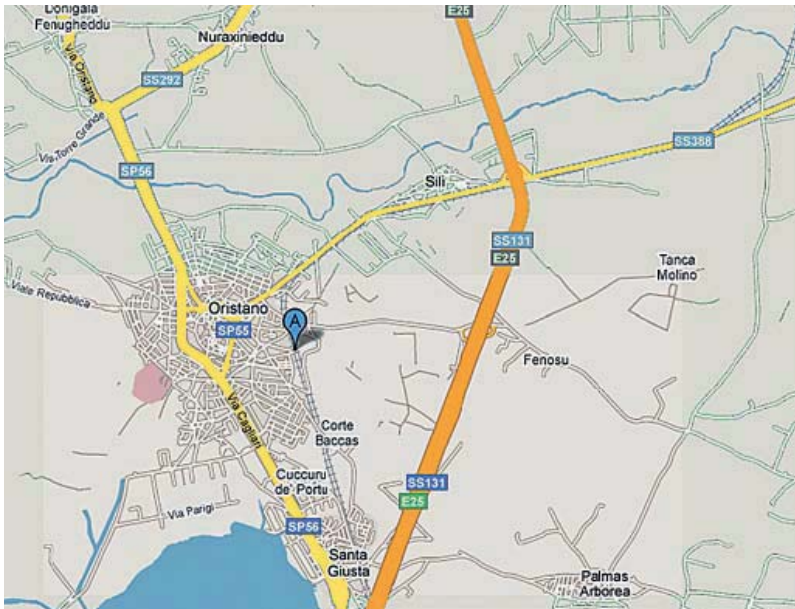 Donigala
Fenugheddu
E25
Nuraxinieddu
Via Oristano
SS292
Via Torre Grande
SS388
SP56
Sili
SS131
E25
Tanca
Molino
Viale Repubblica
Oristano
A
SP55
Fenosu
Via Cagliari
Corte
Baccas
Cuccuru
de' Portu
SS131
E25
Via Parigi
SP56
Santa
Giusta
Palmas
Arborea